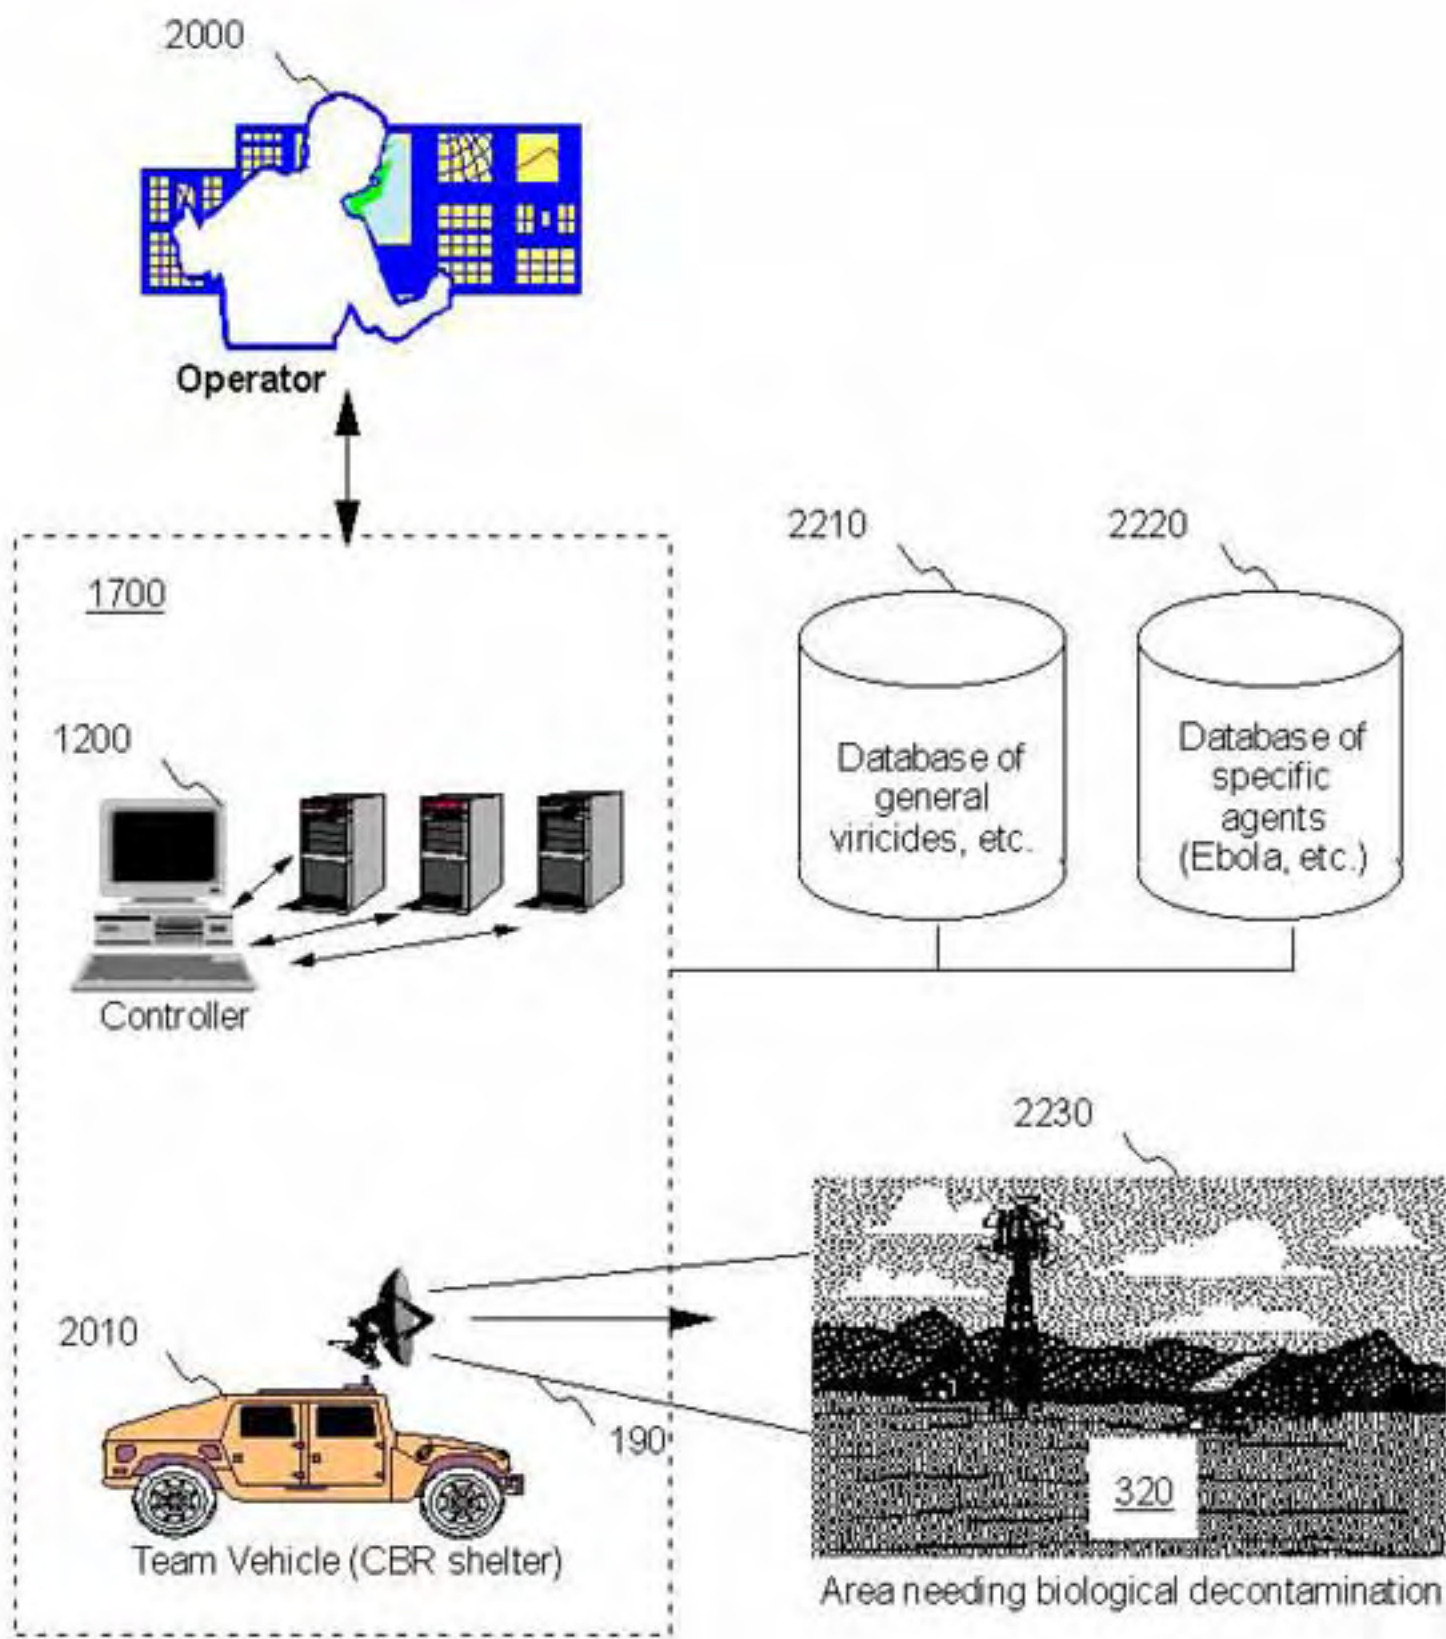 2000
Operator
1700
2210
2220
1200
Database of
general
viricides, etc.
Database of
specific
agents
(Ebola, etc.)
Controller
2230
2010
190
320
Team Vehicle (CBR shelter)
Area needing biological decontamination